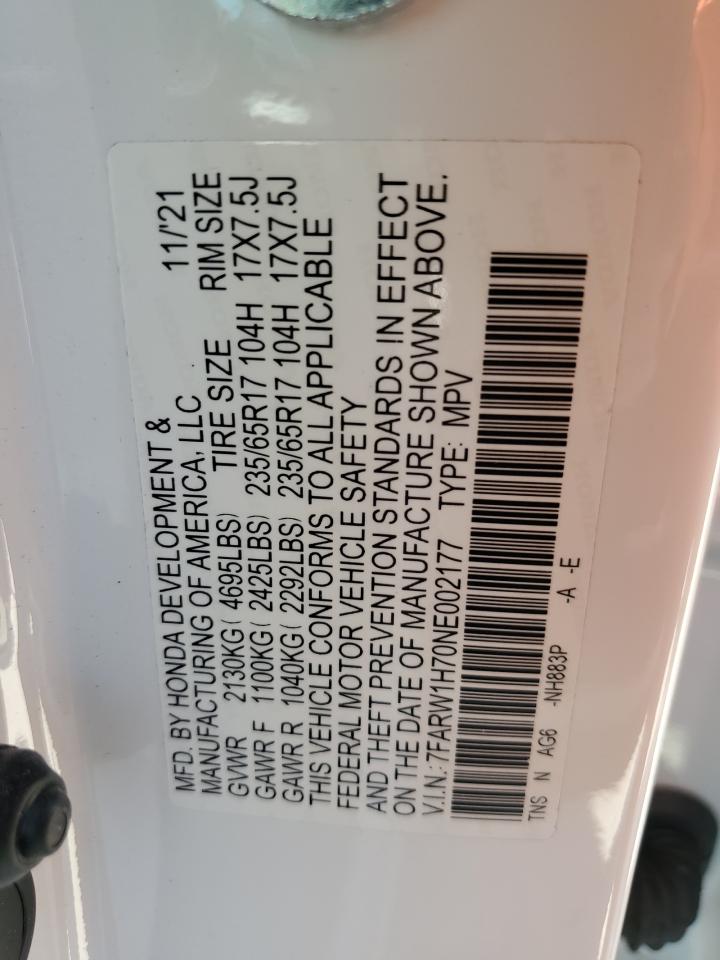 MFD. BY HONDA DEVELOPMENT & 11/'21
MANUFACTURING OF AMERICA, LLC
TIRE SIZE RIM SIZE
GVWR 2130KG( 4695LBS)
GAWR F 1100KG( 2425LBS) 235/65R17 104H 17X7.5J
GAWR R 1040KG( 2292LBS) 235/65R17 104H 17X7.5J
THIS VEHICLE CONFORMS TO ALL APPLICABLE
FEDERAL MOTOR VEHICLE SAFETY
AND THEFT PREVENTION STANDARDS IN EFFECT
ON THE DATE OF MANUFACTURE SHOWN ABOVE.
V.I.N.: 7FARW1H70NE002177 TYPE: MPV
TNS N AG6 -NH883P -A -E